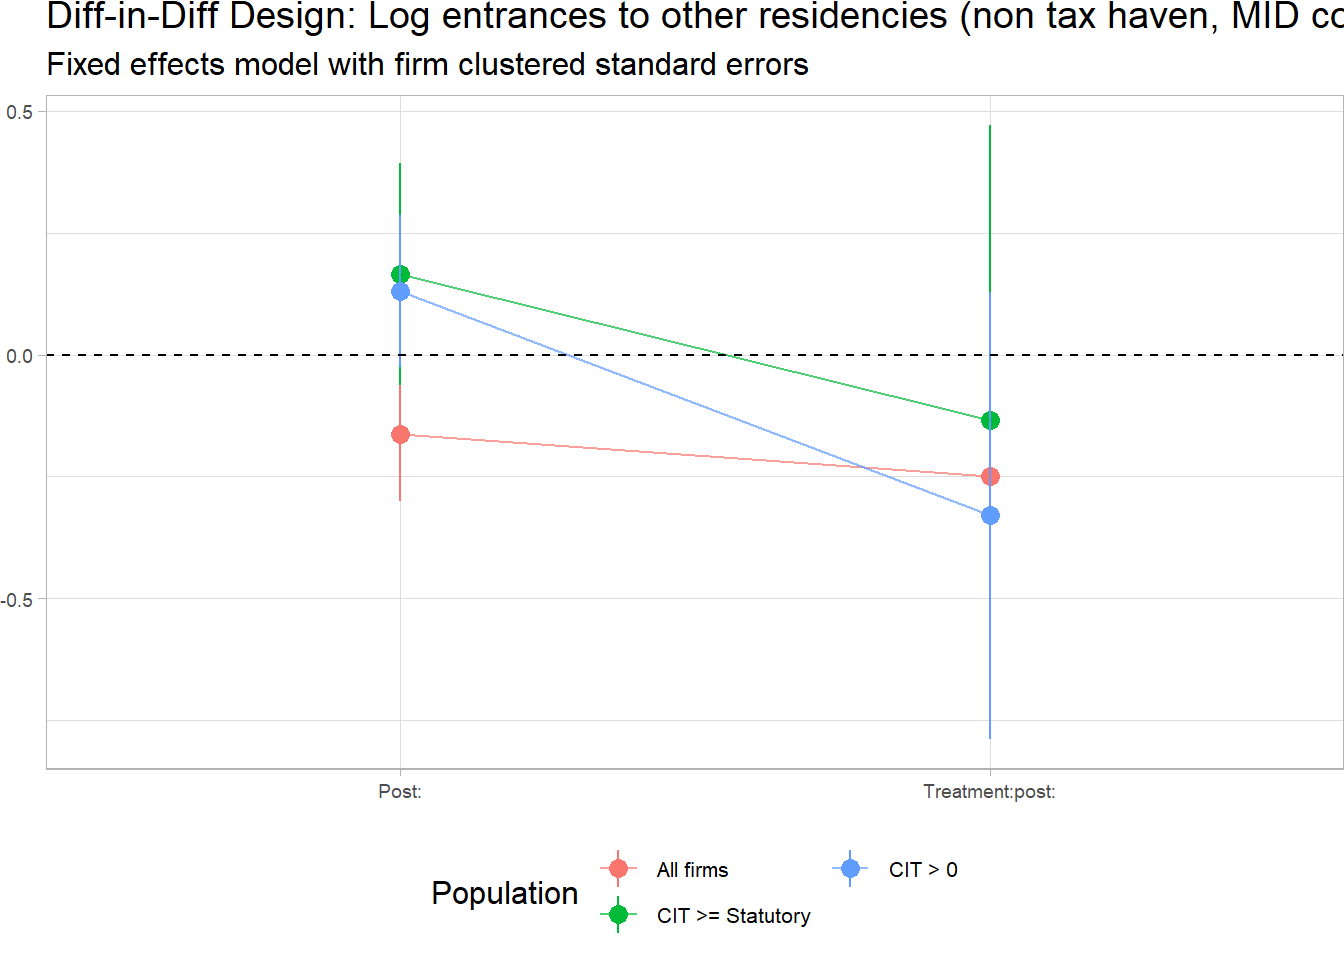 Diff-in-Diff Design: Log entrances to other residencies (non tax haven, MID
Fixed effects model with firm clustered standard errors
0.5
0.0
-0.5
Post:
Treatment:post:
Population
All firms
CIT > 0
CIT >= Statutory